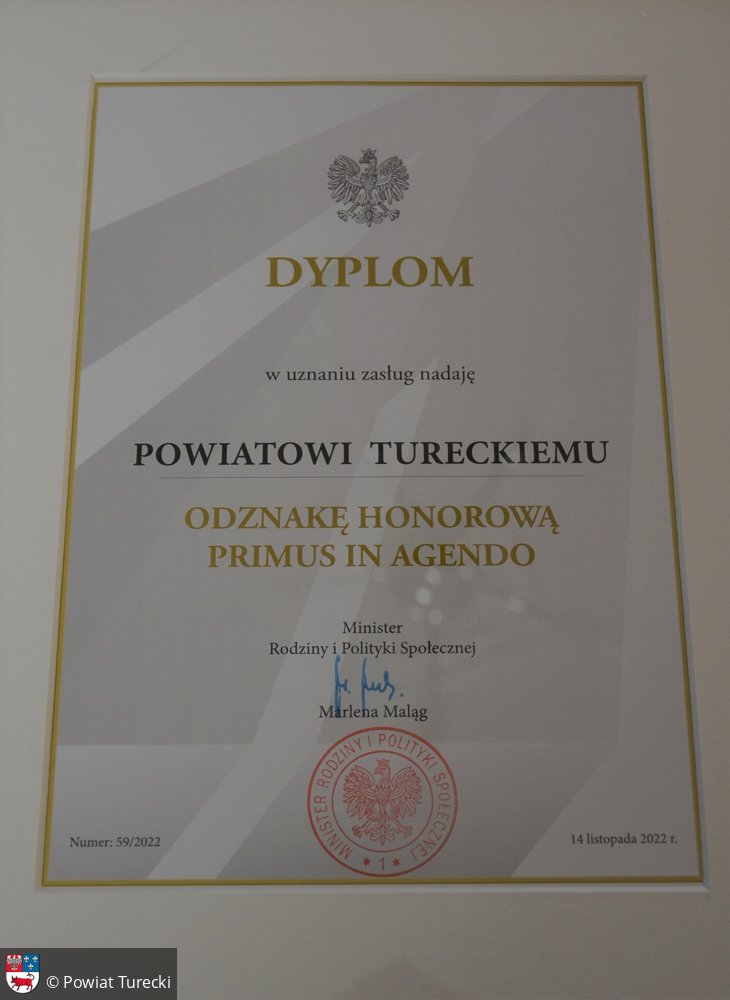 DYPLOM
w uznaniu zasług nadaję
POWIATOWI TURECKIEMU
ODZNAKĘ HONOROWĄ
PRIMUS IN AGENDO
Minister
Rodziny i Polityki Społecznej
Marlena Maląg
MINISTER RODZINY I POLITYKI SPOŁECZNEJ
* 1 *
Numer: 59/2022
14 listopada 2022 r.
© Powiat Turecki